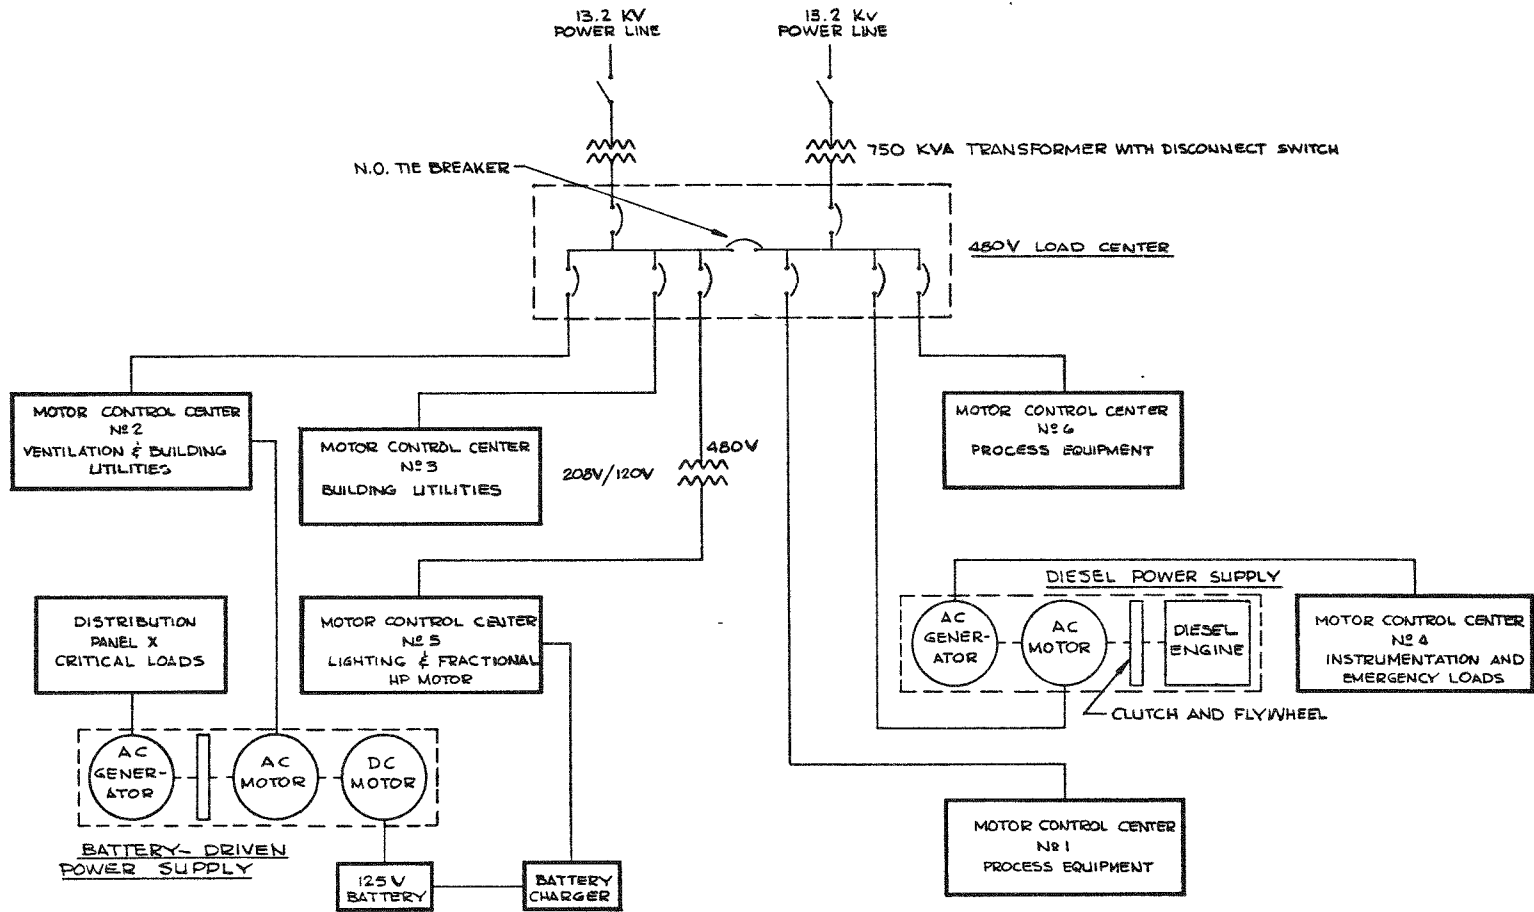 13.2 KV
POWER LINE
13.2 Kv
POWER LINE
750 KVA TRANSFORMER WITH DISCONNECT SWITCH
N.O. TIE BREAKER
480V LOAD CENTER
MOTOR CONTROL CENTER
Nº 2
VENTILATION & BUILDING
UTILITIES
MOTOR CONTROL CENTER
Nº 3
BUILDING UTILITIES
480V
208V/120V
MOTOR CONTROL CENTER
Nº 6
PROCESS EQUIPMENT
DISTRIBUTION
PANEL X
CRITICAL LOADS
MOTOR CONTROL CENTER
Nº 5
LIGHTING & FRACTIONAL
HP MOTOR
DIESEL POWER SUPPLY
AC
GENER-
ATOR
AC
MOTOR
DIESEL
ENGINE
MOTOR CONTROL CENTER
Nº 4
INSTRUMENTATION AND
EMERGENCY LOADS
CLUTCH AND FLYWHEEL
AC
GENER-
ATOR
AC
MOTOR
DC
MOTOR
BATTERY- DRIVEN
POWER SUPPLY
125 V
BATTERY
BATTERY
CHARGER
MOTOR CONTROL CENTER
Nº 1
PROCESS EQUIPMENT